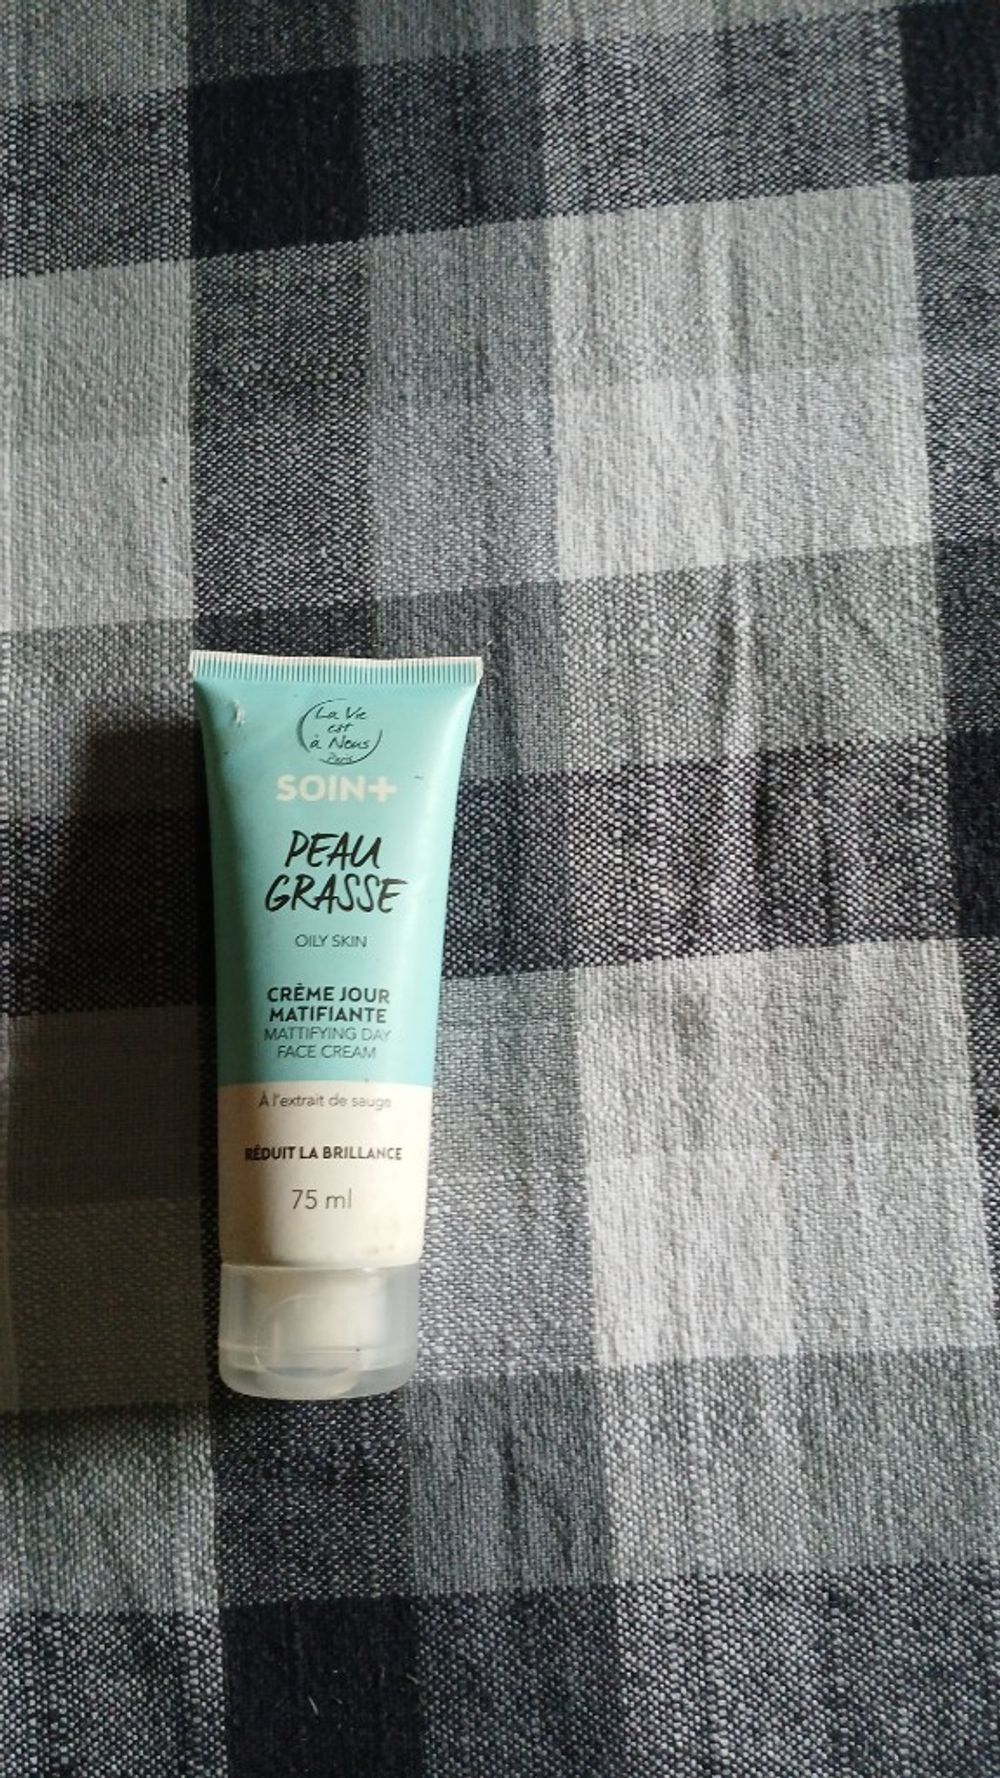 La Vie
est
à Nous
Paris
SOIN+
PEAU
GRASSE
OILY SKIN
CRÈME JOUR
MATIFIANTE
MATTIFYING DAY
FACE CREAM
À l'extrait de sauge
RÉDUIT LA BRILLANCE
75 ml